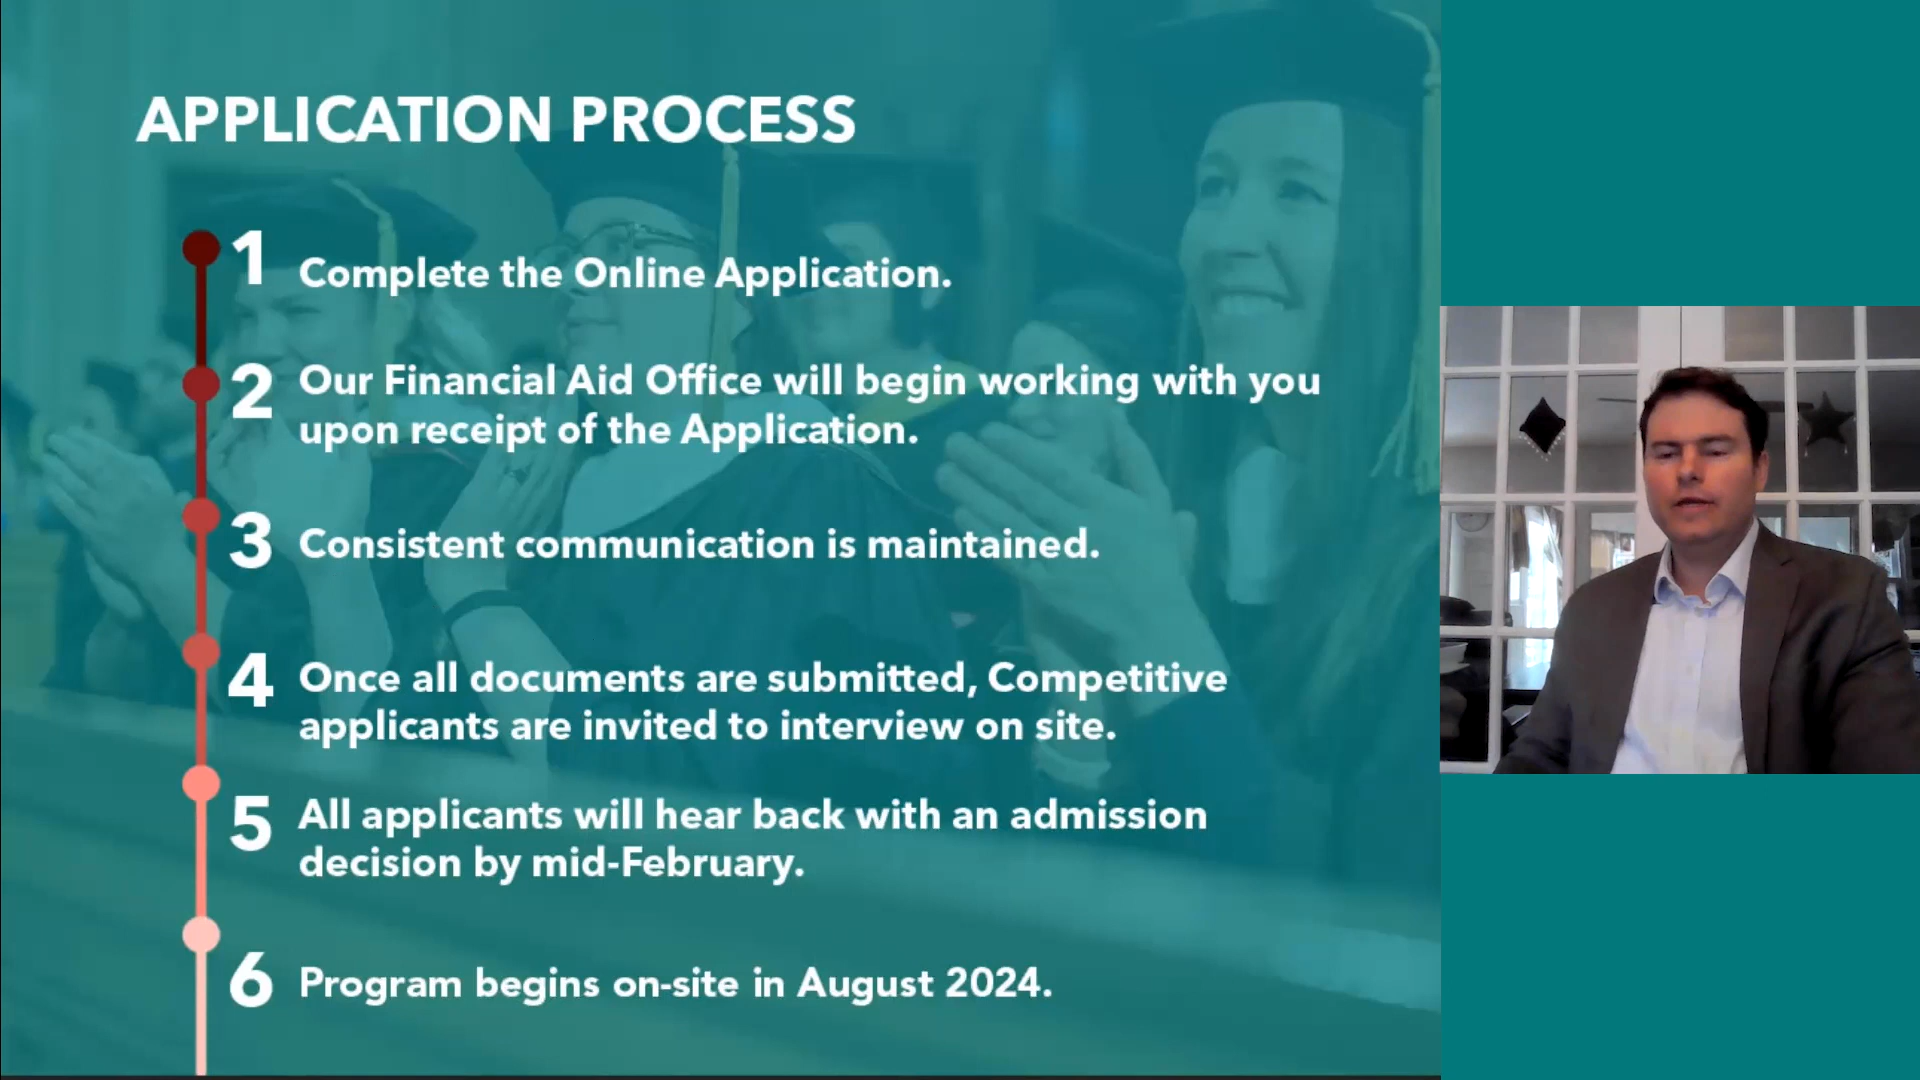 APPLICATION PROCESS
1 Complete the Online Application.
2 Our Financial Aid Office will begin working with you
upon receipt of the Application.
3 Consistent communication is maintained.
4 Once all documents are submitted, Competitive
applicants are invited to interview on site.
5 All applicants will hear back with an admission
decision by mid-February.
6 Program begins on-site in August 2024.